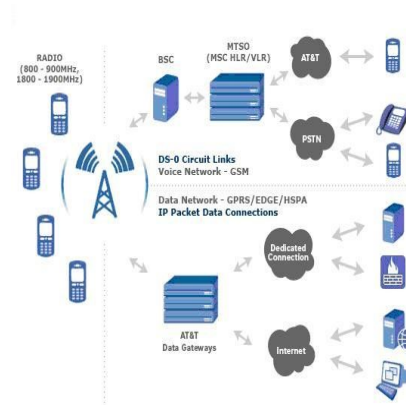 RADIO
(800 - 900MHz,
1800 - 1900MHz)
BSC
MTSO
(MSC HLR/VLR)
AT&T
PSTN
DS-0 Circuit Links
Voice Network - GSM
Data Network - GPRS/EDGE/HSPA
IP Packet Data Connections
Dedicated
Connection
AT&T
Data Gateways
Internet